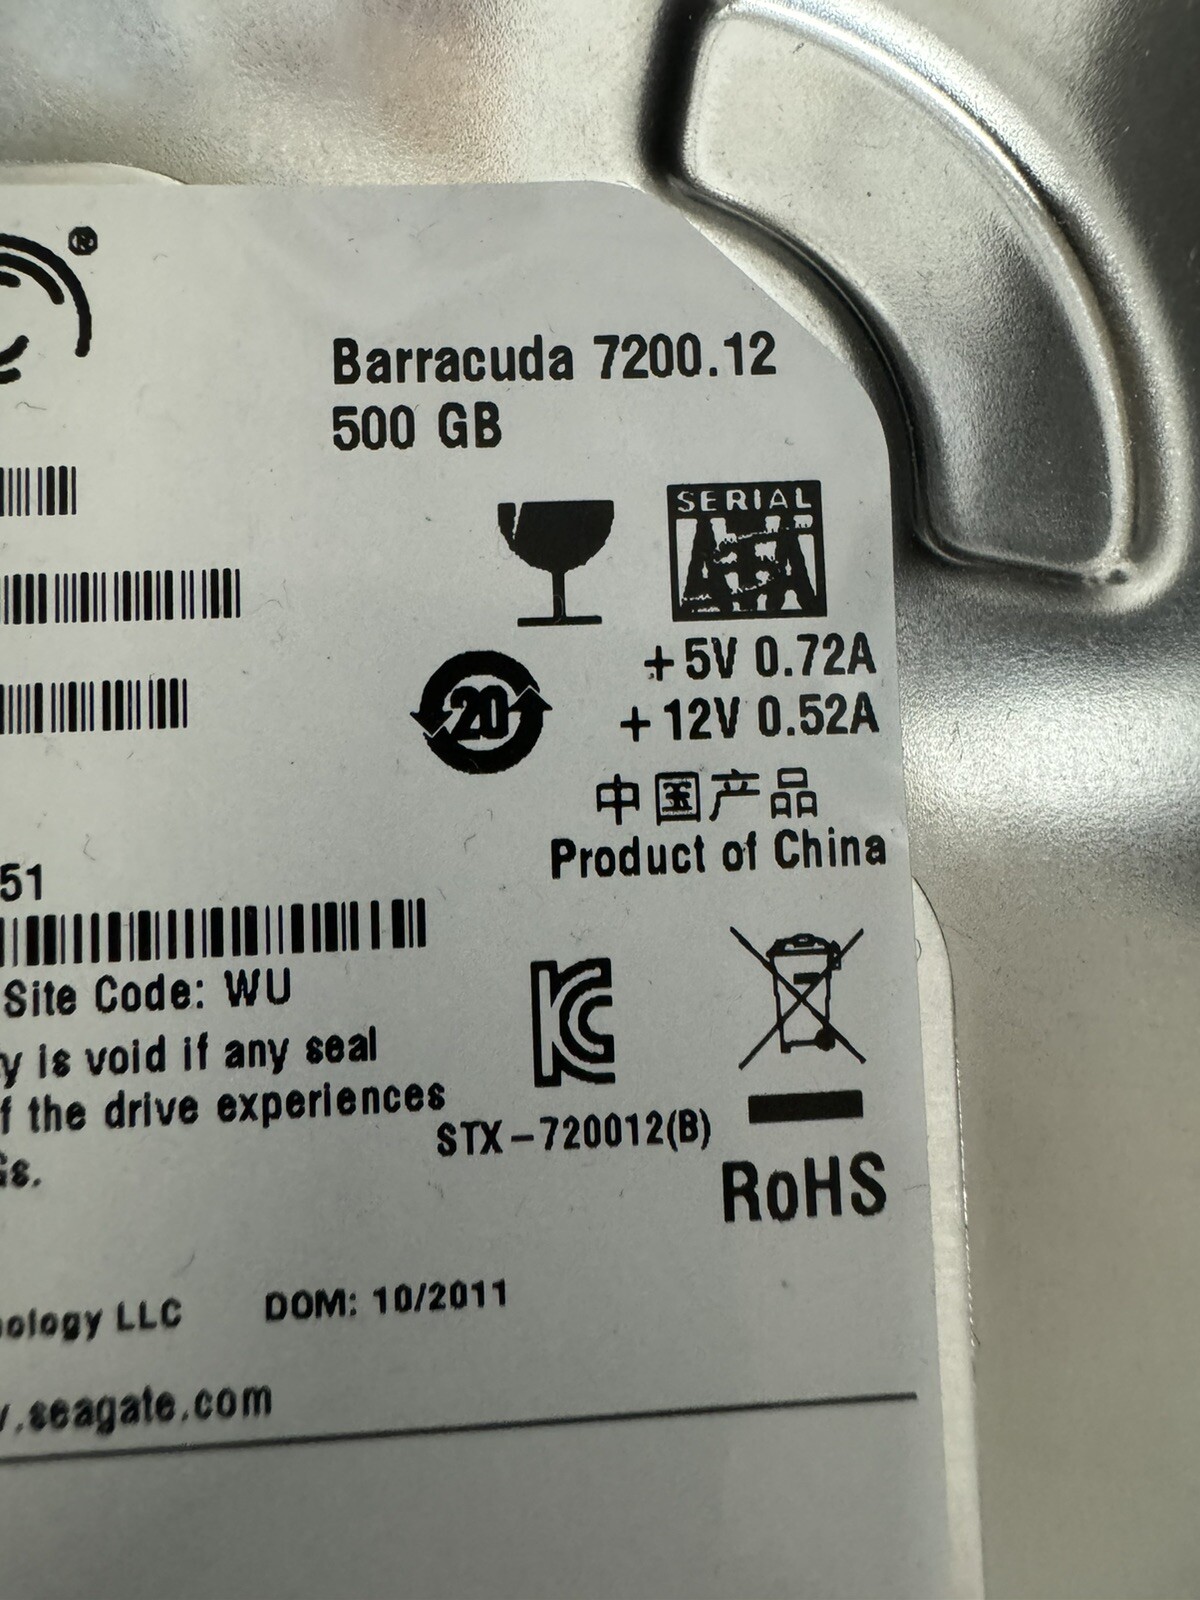 ®
Barracuda 7200.12
500 GB
SERIAL
ATA
+5V 0.72A
20
+12V 0.52A
中国产品
Product of China
51
Site Code: WU
y is void if any seal
f the drive experiences
Gs.
STX-720012(B)
RoHS
ology LLC DOM: 10/2011
.seagate.com